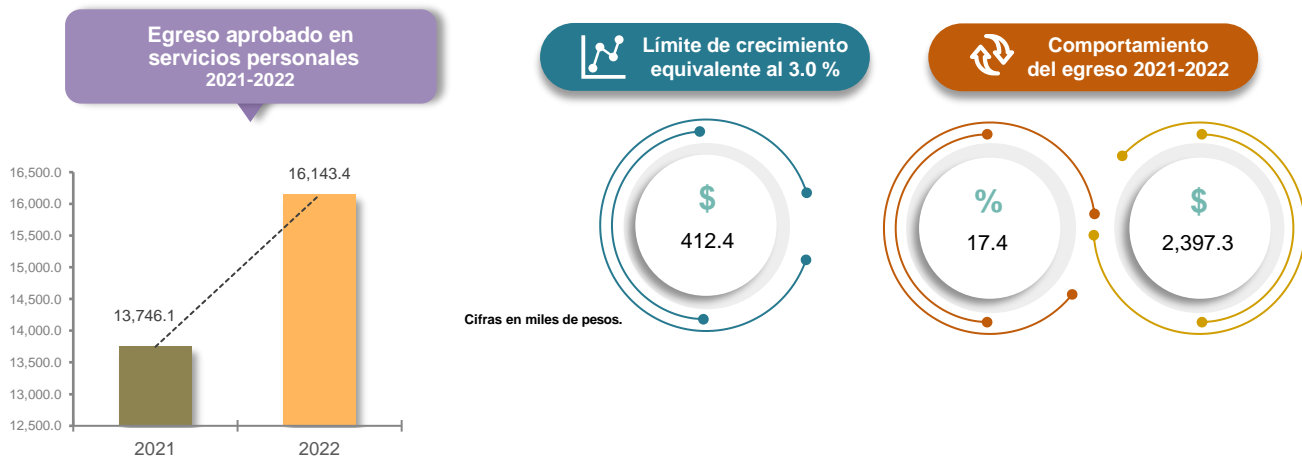 Egreso aprobado en
servicios personales
2021-2022
Límite de crecimiento
equivalente al 3.0 %
Comportamiento
del egreso 2021-2022
16,500.0
16,000.0
15,500.0
15,000.0
14,500.0
14,000.0
13,500.0
13,000.0
12,500.0
13,746.1
16,143.4
2021
2022
$
412.4
%
17.4
$
2,397.3
Cifras en miles de pesos.